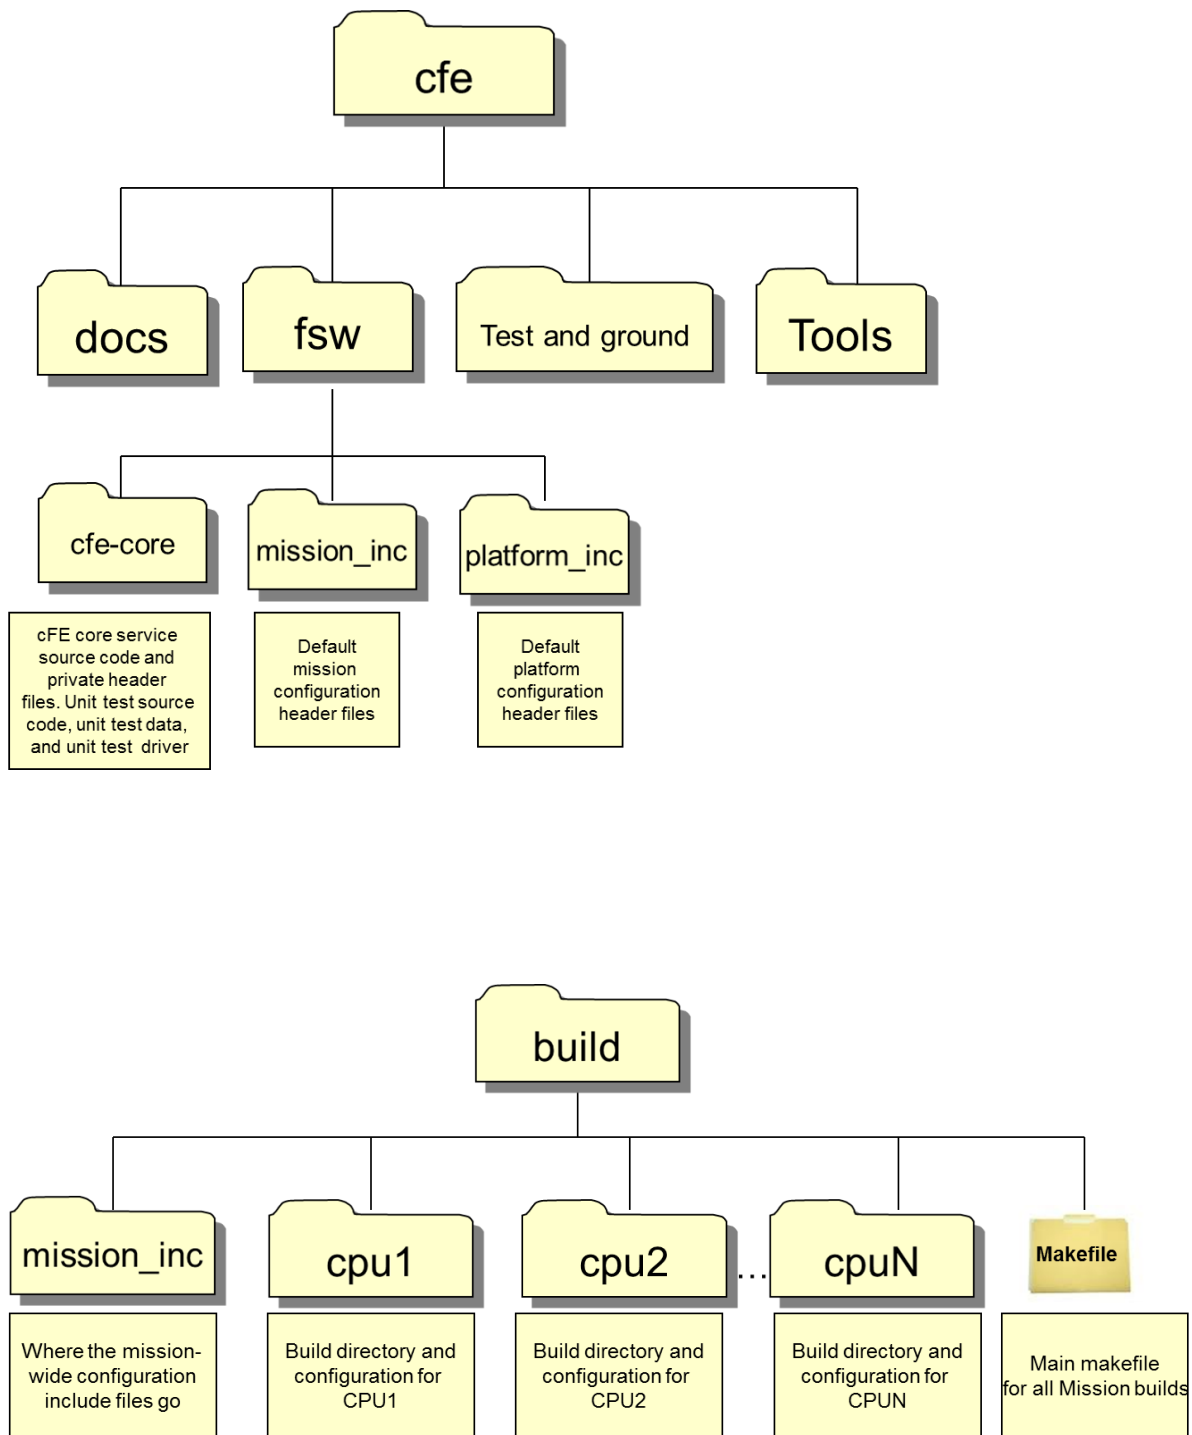 cfe
docs
fsw
Test and ground
Tools
cfe-core
mission_inc
platform_inc
cFE core service
source code and
private header
files. Unit test source
code, unit test data,
and unit test driver
Default
mission
configuration
header files
Default
platform
configuration
header files
build
mission_inc
cpu1
cpu2
...
cpuN
Makefile
Where the mission-
wide configuration
include files go
Build directory and
configuration for
CPU1
Build directory and
configuration for
CPU2
Build directory and
configuration for
CPUN
Main makefile
for all Mission builds